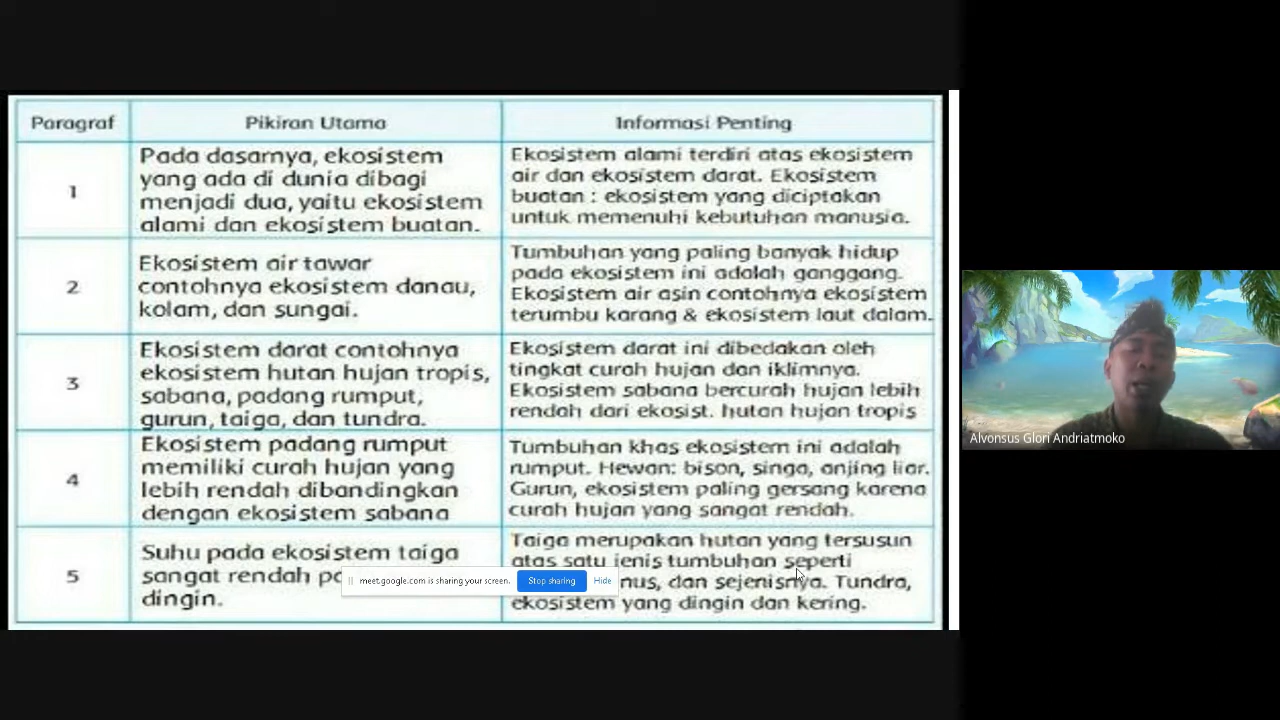 Paragraf
Pikiran Utama
Informasi Penting
1
Pada dasarnya, ekosistem
yang ada di dunia dibagi
menjadi dua, yaitu ekosistem
alami dan ekosistem buatan.
Ekosistem alami terdiri atas ekosistem
air dan ekosistem darat. Ekosistem
buatan : ekosistem yang diciptakan
untuk memenuhi kebutuhan manusia.
2
Ekosistem air tawar
contohnya ekosistem danau,
kolam, dan sungai.
Tumbuhan yang paling banyak hidup
pada ekosistem ini adalah ganggang.
Ekosistem air asin contohnya ekosistem
terumbu karang & ekosistem laut dalam.
3
Ekosistem darat contohnya
ekosistem hutan hujan tropis,
sabana, padang rumput,
gurun, taiga, dan tundra.
Ekosistem darat ini dibedakan oleh
tingkat curah hujan dan iklimnya.
Ekosistem sabana bercurah hujan lebih
rendah dari ekosist. hutan hujan tropis
4
Ekosistem padang rumput
memiliki curah hujan yang
lebih rendah dibandingkan
dengan ekosistem sabana
Tumbuhan khas ekosistem ini adalah
rumput. Hewan: bison, singa, anjing liar.
Gurun, ekosistem paling gersang karena
curah hujan yang sangat rendah.
5
Suhu pada ekosistem taiga
sangat rendah
dingin.
Taiga merupakan hutan yang tersusun
atas satu jenis tumbuhan seperti
dan sejenisnya. Tundra,
ekosistem yang dingin dan kering.
meet.google.com is sharing your screen.
Stop sharing
Hide
Alvonsus Glori Andriatmoko